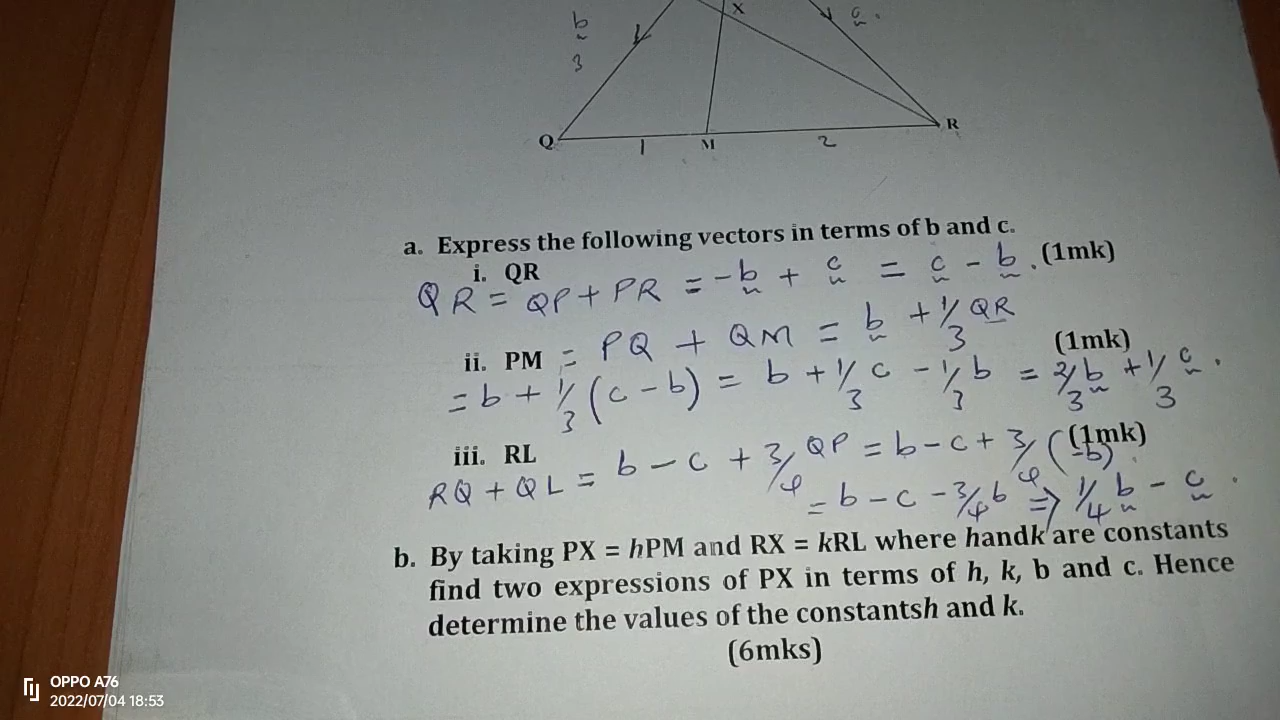 b
X
c.
3
Q
1
M
2
R
a. Express the following vectors in terms of b and c.
i. QR
(1mk)
QR = QP + PR = -b + c = c - b.
ii. PM = PQ + QM = b + 1/3 QR
(1mk)
= b + 1/3 (c - b) = b + 1/3 c - 1/3 b = 2/3 b + 1/3 c.
iii. RL
(1mk)
RQ + QL = b - c + 3/4 QP = b - c + 3/4 (-b)
= b - c - 3/4 b => 1/4 b - c.
b. By taking PX = hPM and RX = kRL where handk are constants
find two expressions of PX in terms of h, k, b and c. Hence
determine the values of the constantsh and k.
(6mks)
OPPO A76
2022/07/04 18:53